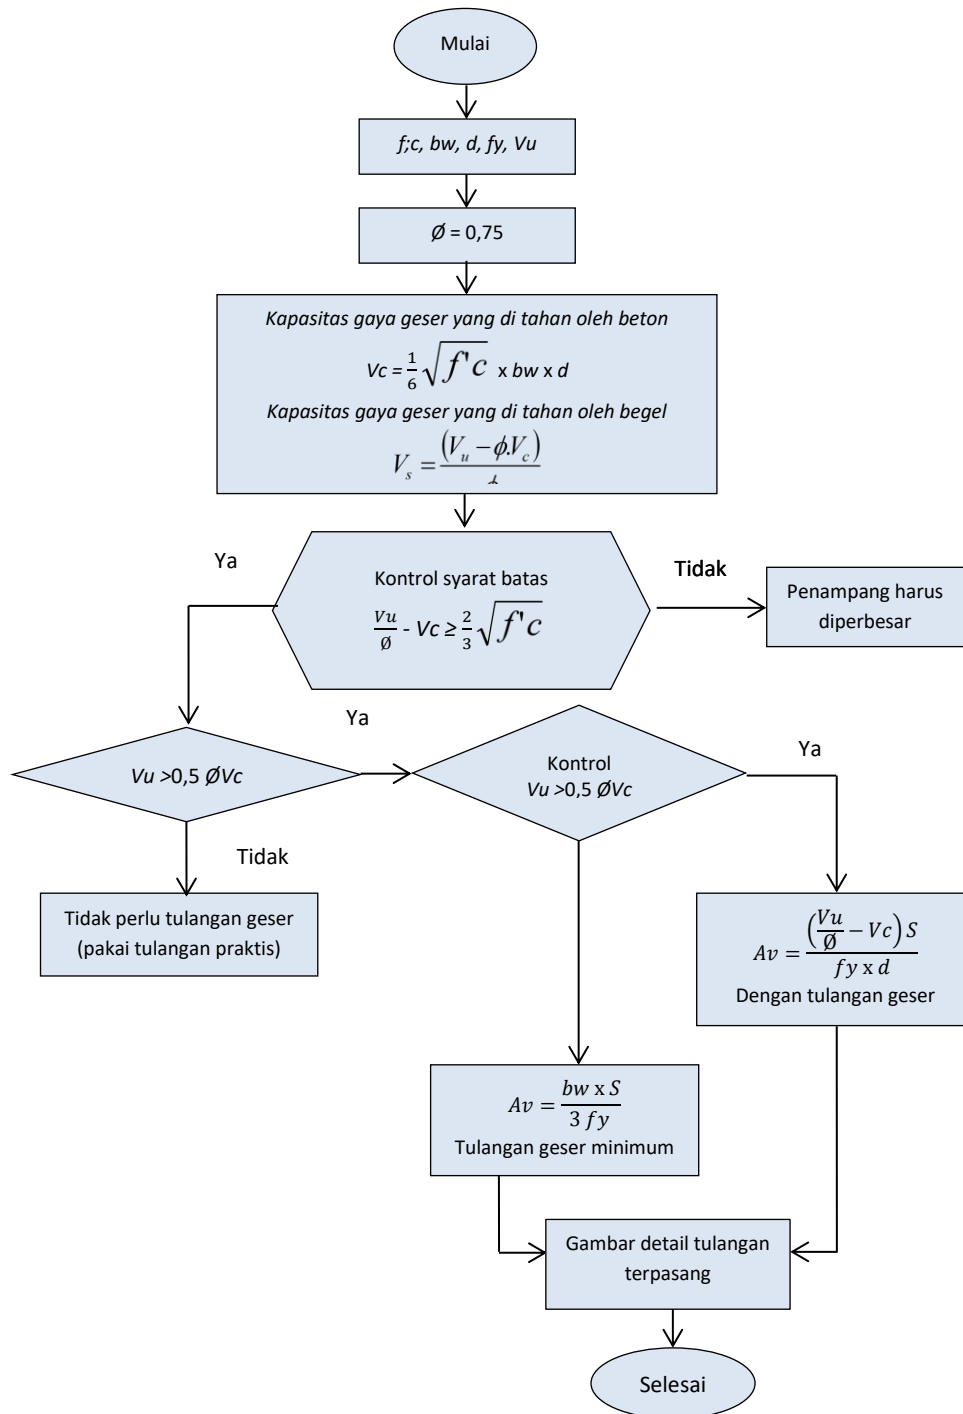 Mulai
f;c, bw, d, fy, Vu
Ø = 0,75
Kapasitas gaya geser yang di tahan oleh beton
Vc = 1/6 √f'c x bw x d
Kapasitas gaya geser yang di tahan oleh begel
V_s = (V_u − ϕ.V_c) / ϕ
Ya
Kontrol syarat batas
Vu/Ø - Vc ≥ 2/3 √f'c
Tidak
Penampang harus
diperbesar
Ya
Vu >0,5 ØVc
Kontrol
Vu >0,5 ØVc
Ya
Tidak
Tidak perlu tulangan geser
(pakai tulangan praktis)
Av = (Vu/Ø − Vc) S / fy x d
Dengan tulangan geser
Av = bw x S / 3 fy
Tulangan geser minimum
Gambar detail tulangan
terpasang
Selesai